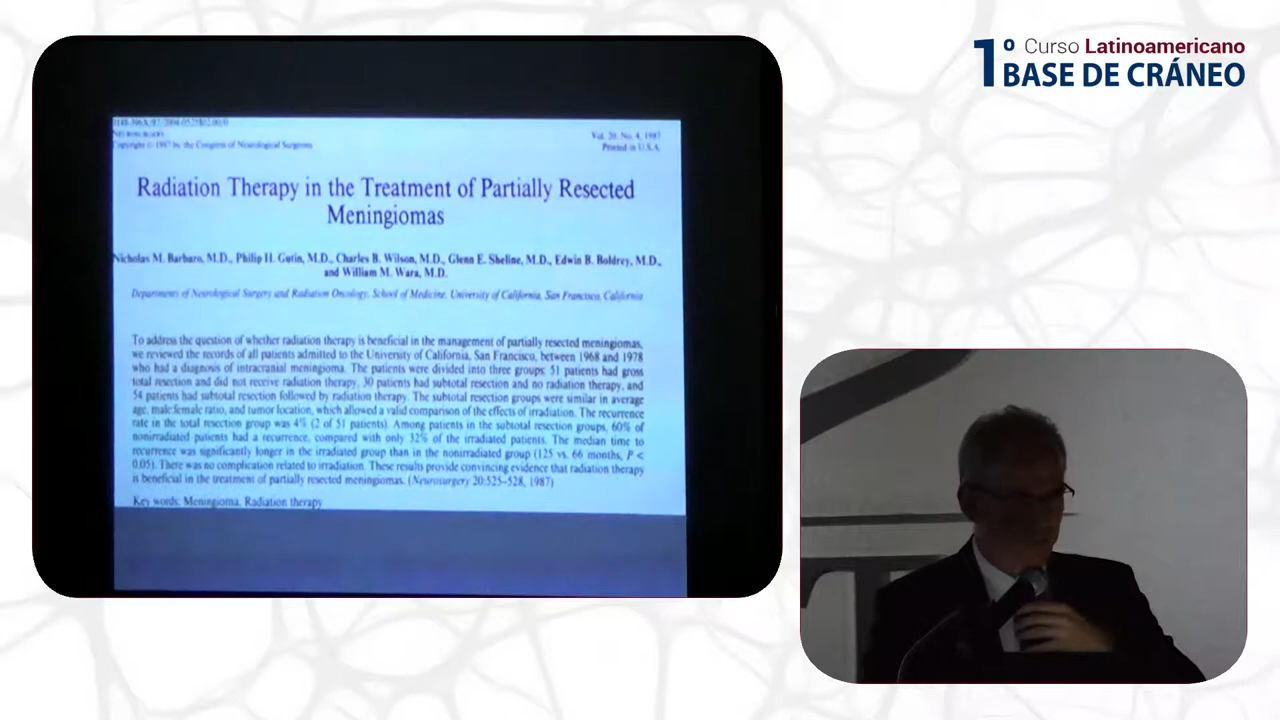 1º Curso Latinoamericano
BASE DE CRÁNEO
Vol. 20, No. 4, 1987
Copyright © 1987 by the Congress of Neurological Surgeons
Printed in U.S.A.
Radiation Therapy in the Treatment of Partially Resected
Meningiomas
Nicholas M. Barbaro, M.D., Philip H. Gutin, M.D., Charles B. Wilson, M.D., Glenn E. Sheline, M.D., Edwin B. Boldrey, M.D.,
and William M. Wara, M.D.
Departments of Neurological Surgery and Radiation Oncology, School of Medicine, University of California, San Francisco, California
To address the question of whether radiation therapy is beneficial in the management of partially resected meningiomas,
we reviewed the records of all patients admitted to the University of California, San Francisco, between 1968 and 1978
who had a diagnosis of intracranial meningioma. The patients were divided into three groups: 51 patients had gross
total resection and did not receive radiation therapy, 30 patients had subtotal resection and no radiation therapy, and
54 patients had subtotal resection followed by radiation therapy. The subtotal resection groups were similar in average
age, male:female ratio, and tumor location, which allowed a valid comparison of the effects of irradiation. The recurrence
rate in the total resection group was 4% (2 of 51 patients). Among patients in the subtotal resection groups, 60% of
nonirradiated patients had a recurrence, compared with only 32% of the irradiated patients. The median time to
recurrence was significantly longer in the irradiated group than in the nonirradiated group (125 vs. 66 months, P <
0.05). There was no complication related to irradiation. These results provide convincing evidence that radiation therapy
is beneficial in the treatment of partially resected meningiomas. (Neurosurgery 20:525–528, 1987)
Key words: Meningioma, Radiation therapy